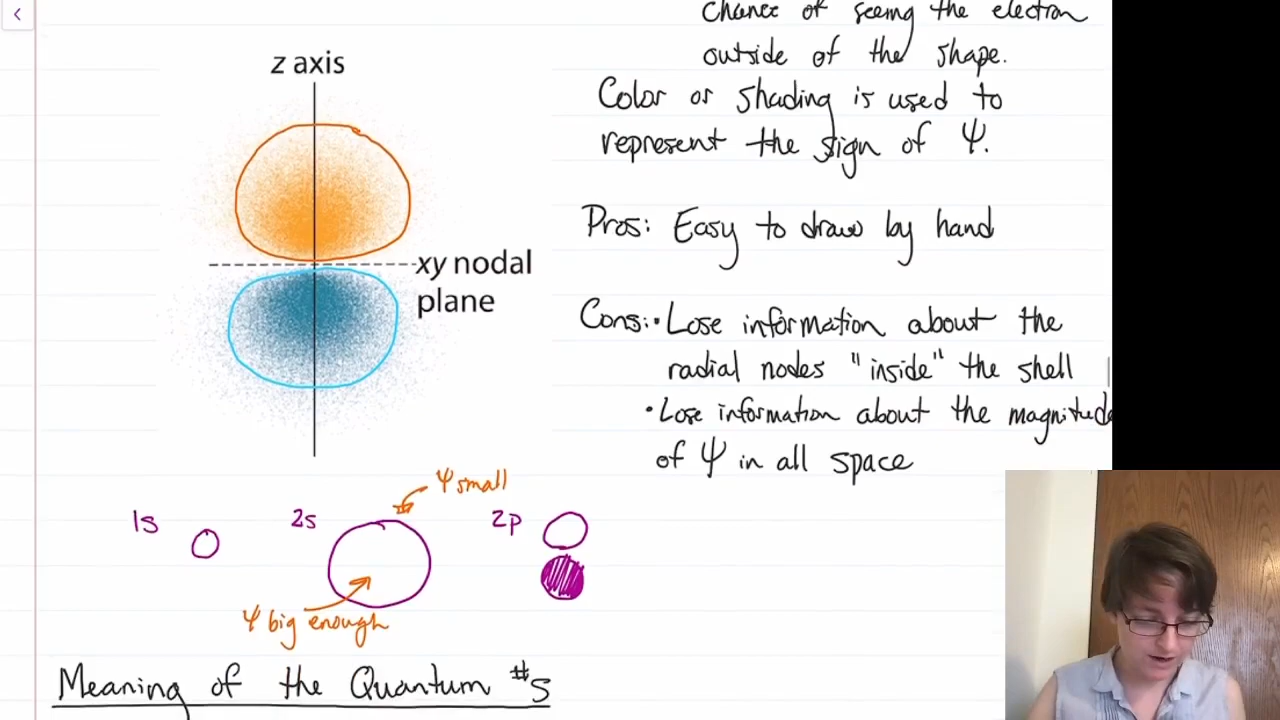 chance of seeing the electron
outside of the shape.
Color or shading is used to
represent the sign of Ψ.
Pros: Easy to draw by hand
Cons: • Lose information about the
radial nodes "inside" the shell
• Lose information about the magnitude
of Ψ in all space
z axis
xy nodal
plane
Ψ small
1s
2s
2p
Ψ big enough
Meaning of the Quantum #s